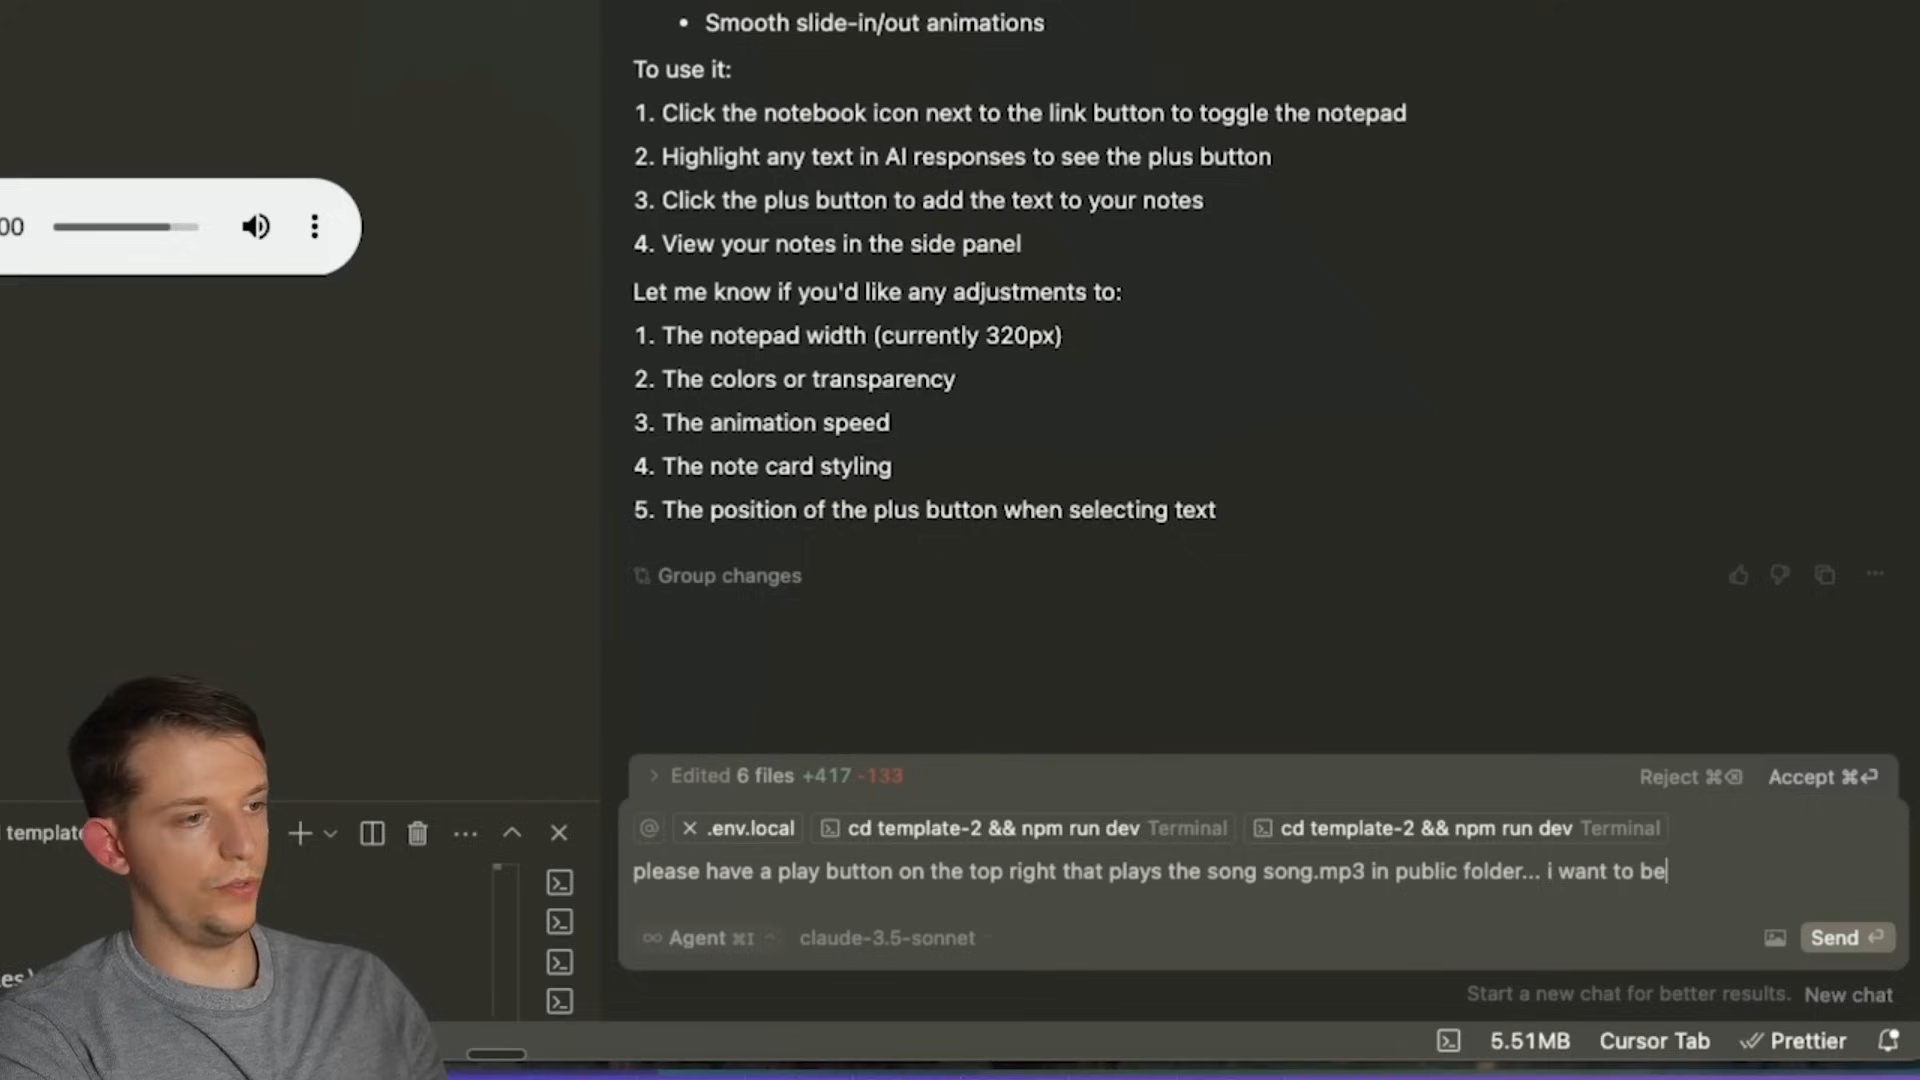 • Smooth slide-in/out animations
To use it:
1. Click the notebook icon next to the link button to toggle the notepad
2. Highlight any text in AI responses to see the plus button
3. Click the plus button to add the text to your notes
00
4. View your notes in the side panel
Let me know if you'd like any adjustments to:
1. The notepad width (currently 320px)
2. The colors or transparency
3. The animation speed
4. The note card styling
5. The position of the plus button when selecting text
Group changes
Edited 6 files +417 -133
Reject ⌘⌫ Accept ⌘⏎
templat
@ × .env.local cd template-2 && npm run dev Terminal cd template-2 && npm run dev Terminal
please have a play button on the top right that plays the song song.mp3 in public folder... i want to be
∞ Agent ⌘I claude-3.5-sonnet
Send ⏎
es\
Start a new chat for better results. New chat
5.51MB Cursor Tab Prettier